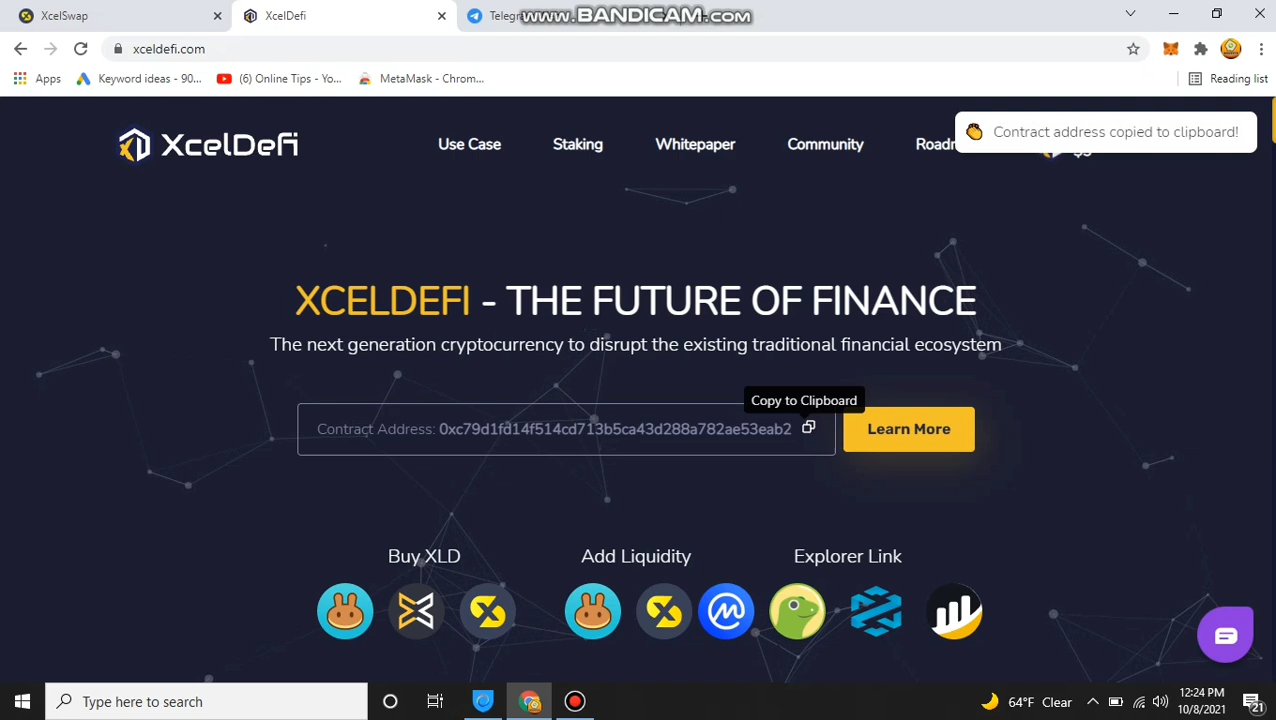 XcelSwap
XcelDefi
www.BANDICAM.com
xceldefi.com
Apps
Keyword ideas - 90...
(6) Online Tips - Yo...
MetaMask - Chrom...
Reading list
XcelDefi
Use Case
Staking
Whitepaper
Community
Contract address copied to clipboard!
XCELDEFI - THE FUTURE OF FINANCE
The next generation cryptocurrency to disrupt the existing traditional financial ecosystem
Copy to Clipboard
Contract Address: 0xc79d1fd14f514cd713b5ca43d288a782ae53eab2
Learn More
Buy XLD
Add Liquidity
Explorer Link
Type here to search
64°F Clear
12:24 PM
10/8/2021
21